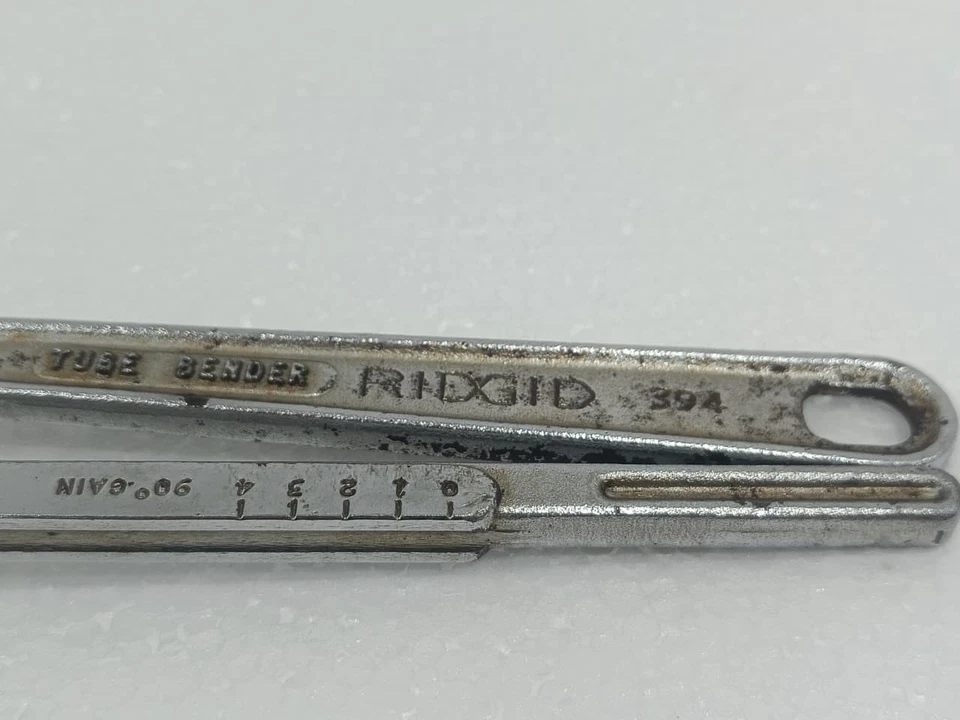 TUBE BENDER RIDGID 394
0 1 2 3 4 90° GAIN